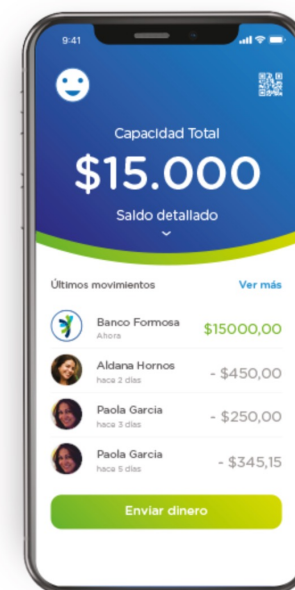 9:41
Capacidad Total
$15.000
Saldo detallado
Últimos movimientos Ver más
Banco Formosa $15000,00
Ahora
Aldana Hornos - $450,00
hace 2 días
Paola Garcia - $250,00
hace 3 días
Paola Garcia - $345,15
hace 5 días
Enviar dinero